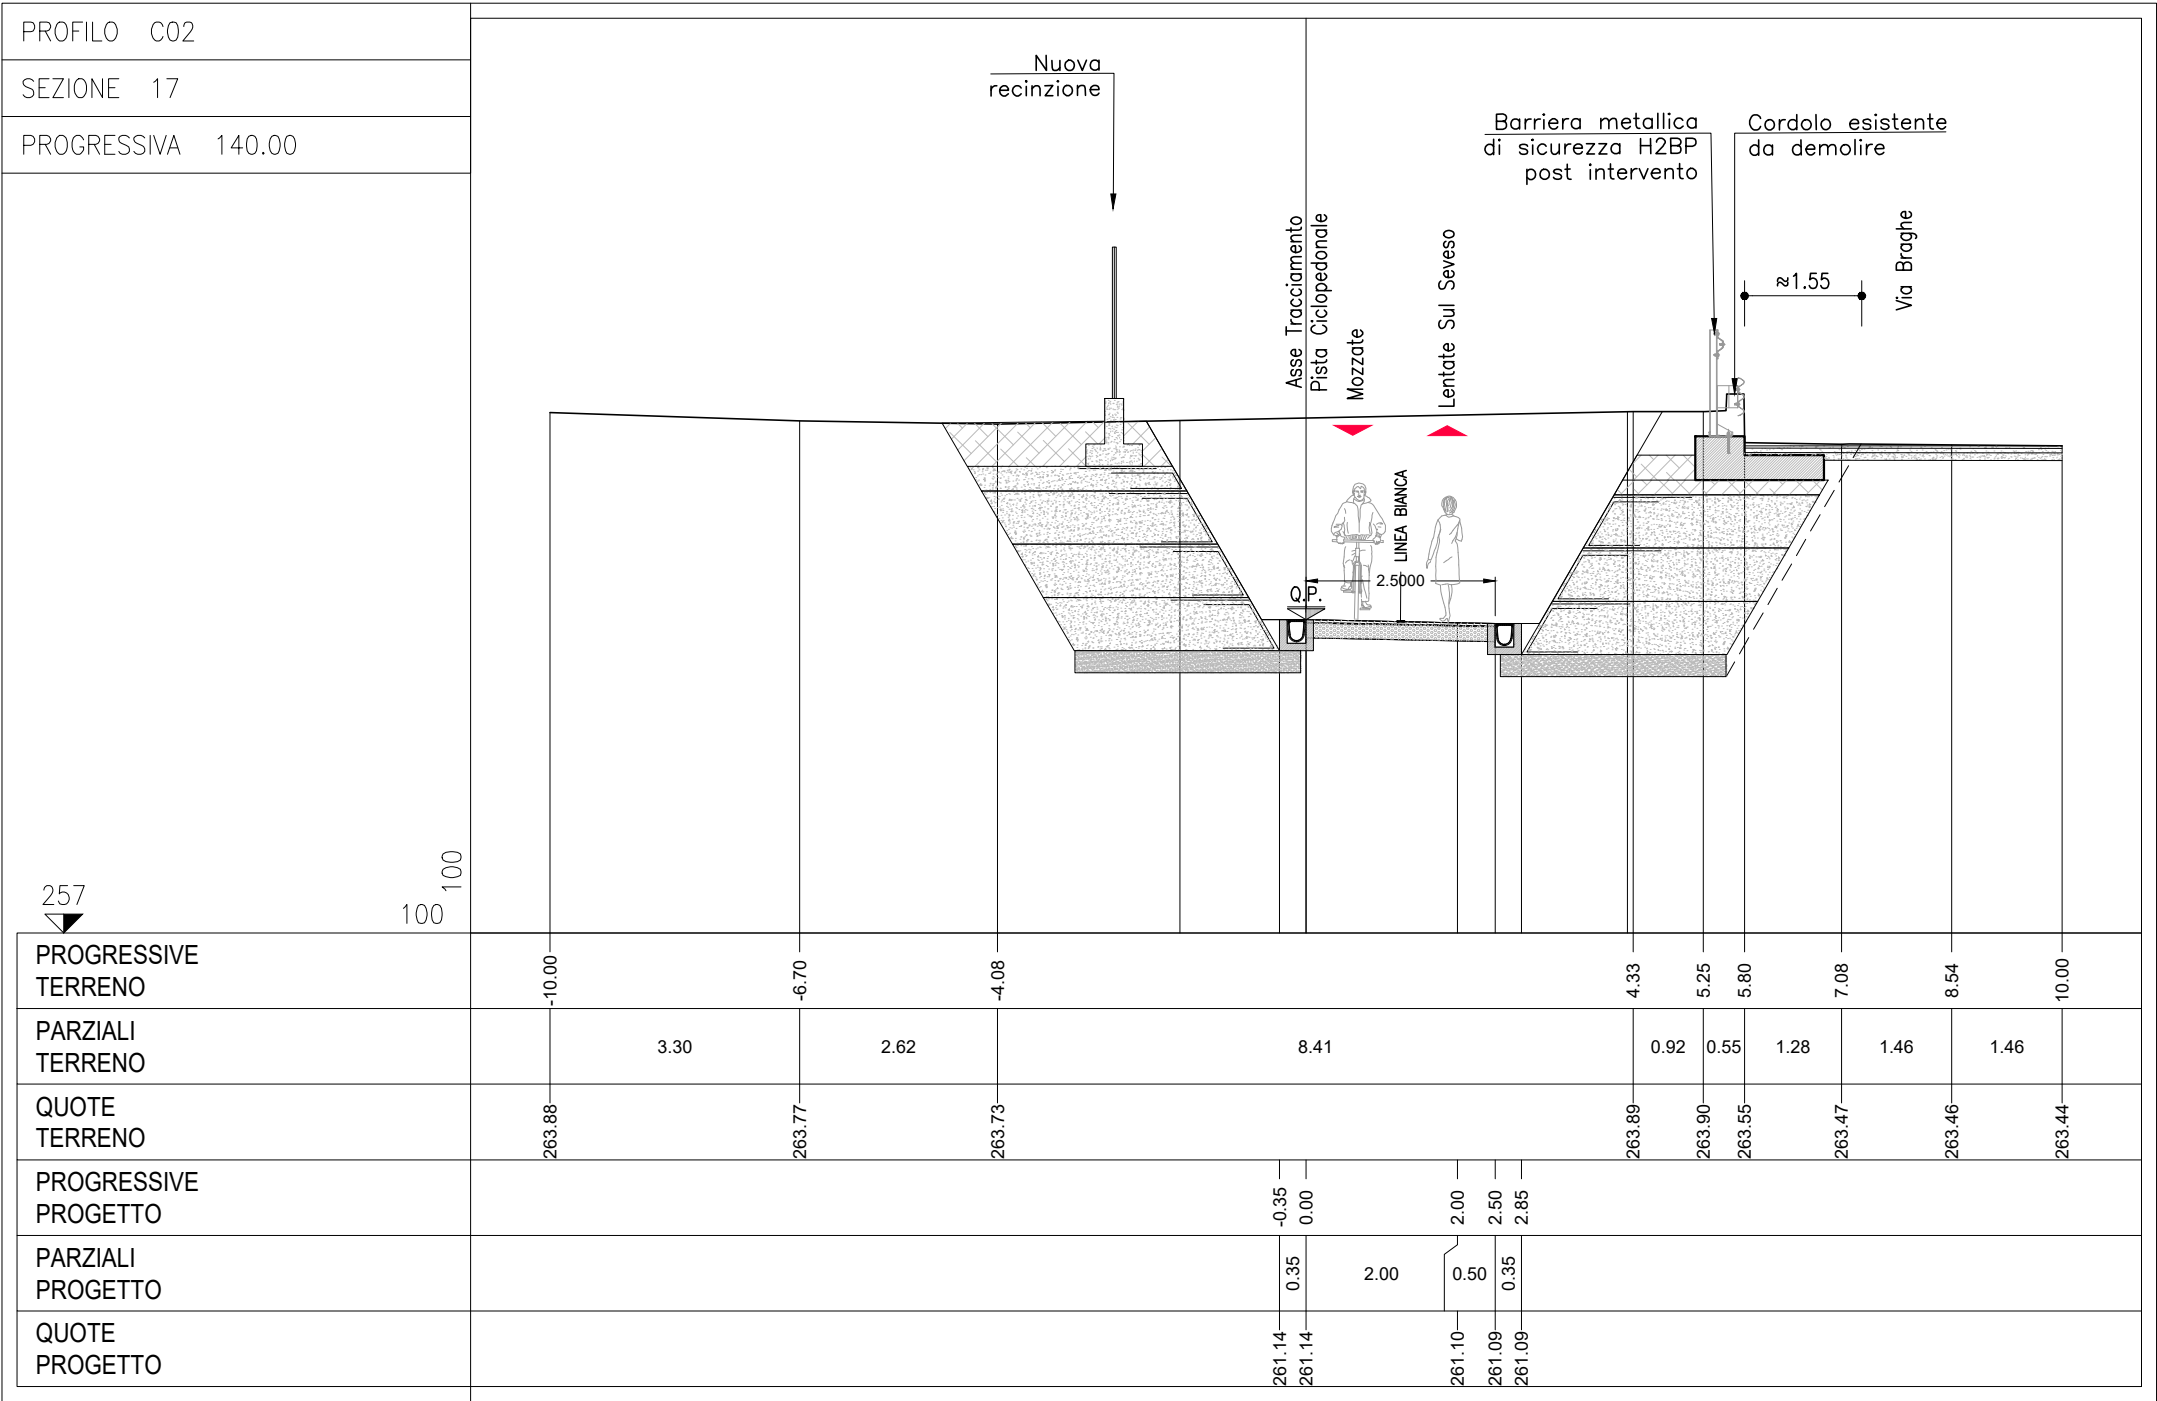 PROFILO C02
SEZIONE 17
PROGRESSIVA 140.00
Nuova
recinzione
Barriera metallica
di sicurezza H2BP
post intervento
Cordolo esistente
da demolire
Asse Tracciamento
Pista Ciclopedonale
Mozzate
Lentate Sul Seveso
Via Braghe
≈1.55
LINEA BIANCA
2.5000
Q.P.
257
100
100
PROGRESSIVE
TERRENO
-10.00 -6.70 -4.08 4.33 5.25 5.80 7.08 8.54 10.00
PARZIALI
TERRENO
3.30 2.62 8.41 0.92 0.55 1.28 1.46 1.46
QUOTE
TERRENO
263.88 263.77 263.73 263.89 263.90 263.55 263.47 263.46 263.44
PROGRESSIVE
PROGETTO
-0.35 0.00 2.00 2.50 2.85
PARZIALI
PROGETTO
0.35 2.00 0.50 0.35
QUOTE
PROGETTO
261.14 261.14 261.10 261.09 261.09